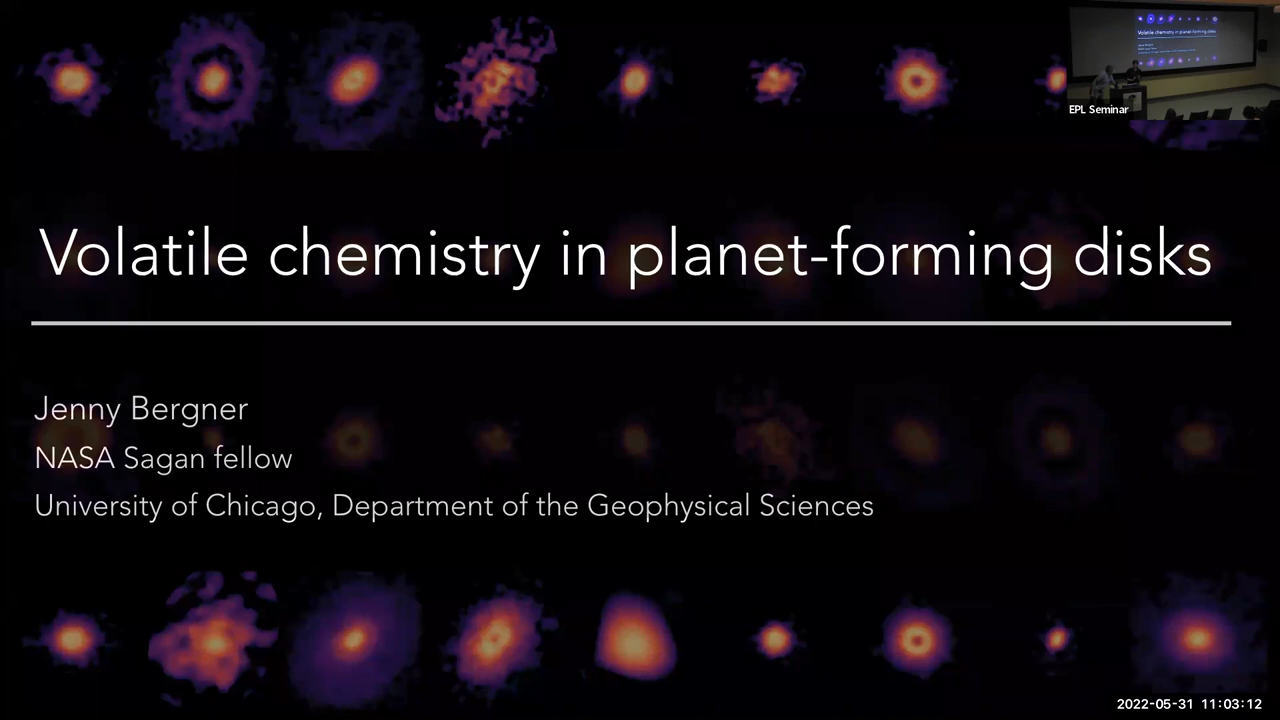 EPL Seminar
Volatile chemistry in planet-forming disks
Jenny Bergner
NASA Sagan fellow
University of Chicago, Department of the Geophysical Sciences
2022-05-31 11:03:12